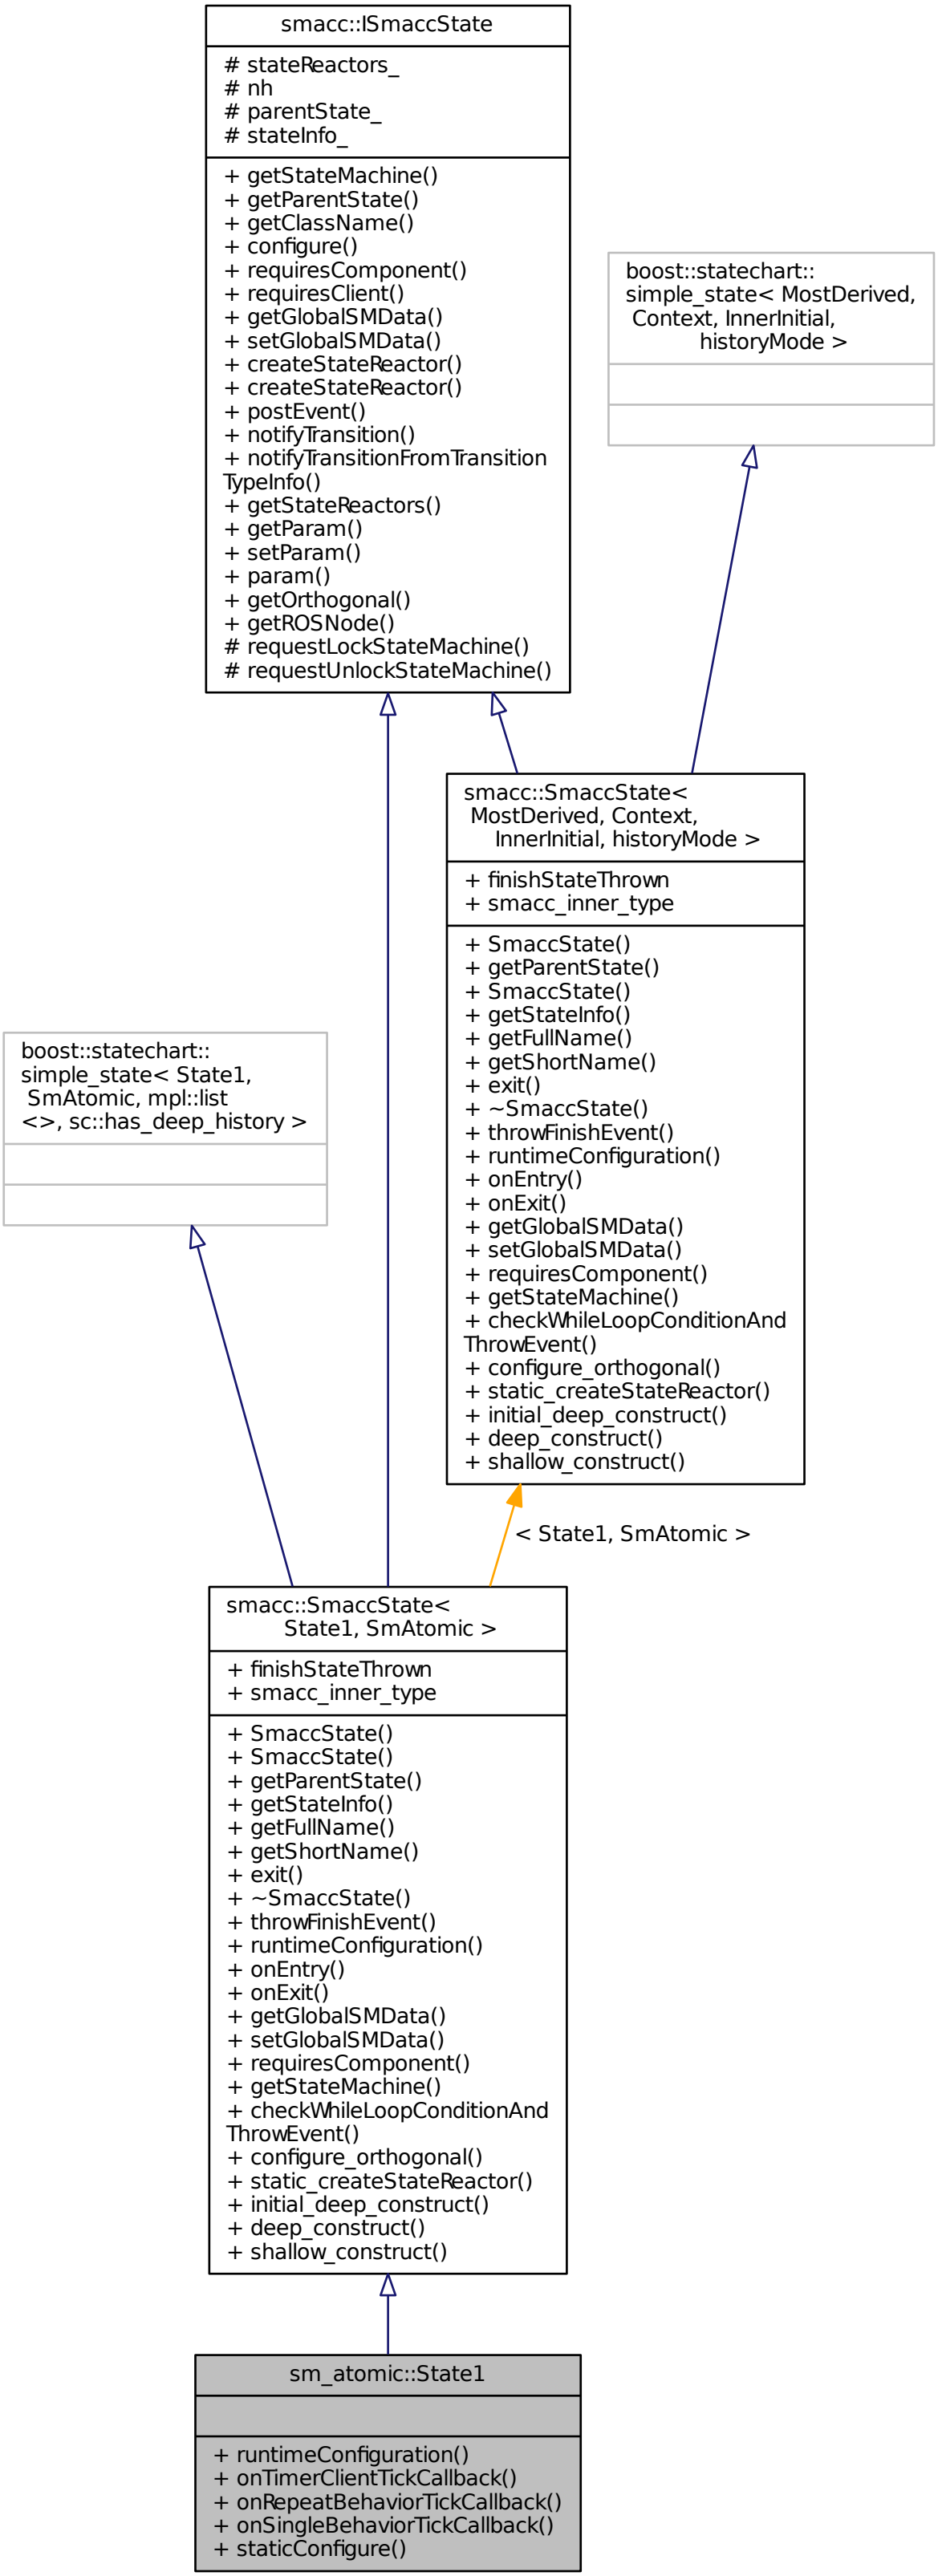 smacc::ISmaccState
# stateReactors_
# nh
# parentState_
# stateInfo_
+ getStateMachine()
+ getParentState()
+ getClassName()
+ configure()
+ requiresComponent()
+ requiresClient()
+ getGlobalSMData()
+ setGlobalSMData()
+ createStateReactor()
+ createStateReactor()
+ postEvent()
+ notifyTransition()
+ notifyTransitionFromTransition
TypeInfo()
+ getStateReactors()
+ getParam()
+ setParam()
+ param()
+ getOrthogonal()
+ getROSNode()
# requestLockStateMachine()
# requestUnlockStateMachine()
boost::statechart::
simple_state< MostDerived,
Context, InnerInitial,
historyMode >
smacc::SmaccState<
MostDerived, Context,
InnerInitial, historyMode >
+ finishStateThrown
+ smacc_inner_type
+ SmaccState()
+ getParentState()
+ SmaccState()
+ getStateInfo()
+ getFullName()
+ getShortName()
+ exit()
+ ~SmaccState()
+ throwFinishEvent()
+ runtimeConfiguration()
+ onEntry()
+ onExit()
+ getGlobalSMData()
+ setGlobalSMData()
+ requiresComponent()
+ getStateMachine()
+ checkWhileLoopConditionAnd
ThrowEvent()
+ configure_orthogonal()
+ static_createStateReactor()
+ initial_deep_construct()
+ deep_construct()
+ shallow_construct()
boost::statechart::
simple_state< State1,
SmAtomic, mpl::list
<>, sc::has_deep_history >
< State1, SmAtomic >
smacc::SmaccState<
State1, SmAtomic >
+ finishStateThrown
+ smacc_inner_type
+ SmaccState()
+ SmaccState()
+ getParentState()
+ getStateInfo()
+ getFullName()
+ getShortName()
+ exit()
+ ~SmaccState()
+ throwFinishEvent()
+ runtimeConfiguration()
+ onEntry()
+ onExit()
+ getGlobalSMData()
+ setGlobalSMData()
+ requiresComponent()
+ getStateMachine()
+ checkWhileLoopConditionAnd
ThrowEvent()
+ configure_orthogonal()
+ static_createStateReactor()
+ initial_deep_construct()
+ deep_construct()
+ shallow_construct()
sm_atomic::State1
+ runtimeConfiguration()
+ onTimerClientTickCallback()
+ onRepeatBehaviorTickCallback()
+ onSingleBehaviorTickCallback()
+ staticConfigure()